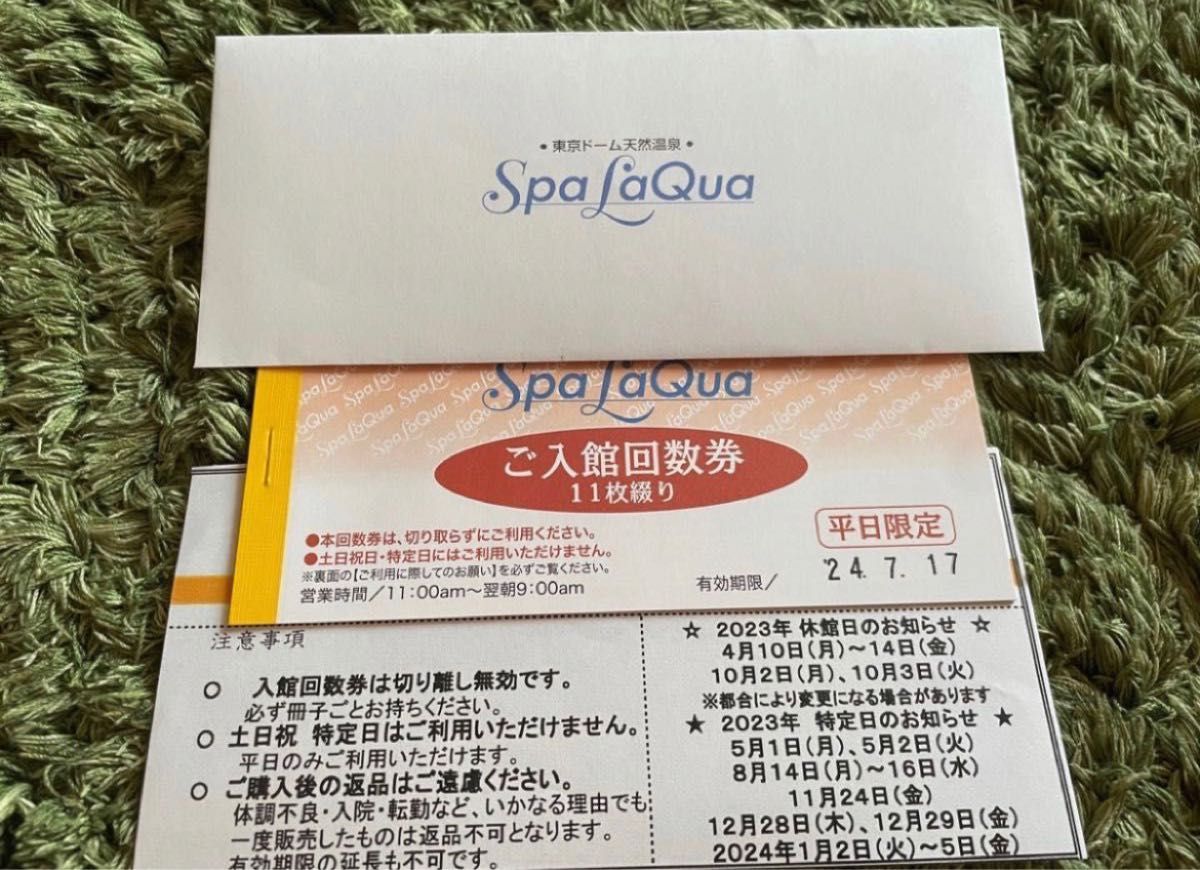 • 東京ドーム天然温泉 •
Spa LaQua
Spa LaQua
ご入館回数券
11枚綴り
●本回数券は、切り取らずにご利用ください。
●土日祝日・特定日にはご利用いただけません。
※裏面の【ご利用に際してのお願い】を必ずご覧ください。
営業時間/11:00am～翌朝9:00am
平日限定
有効期限/ '24. 7. 17
注意事項
○ 入館回数券は切り離し無効です。
必ず冊子ごとお持ちください。
○ 土日祝 特定日はご利用いただけません。
平日のみご利用いただけます。
○ ご購入後の返品はご遠慮ください。
体調不良・入院・転勤など、いかなる理由でも
一度販売したものは返品不可となります。
有効期限の延長も不可です。
☆ 2023年 休館日のお知らせ ☆
4月10日(月)～14日(金)
10月2日(月)、10月3日(火)
※都合により変更になる場合があります
★ 2023年 特定日のお知らせ ★
5月1日(月)、5月2日(火)
8月14日(月)～16日(水)
11月24日(金)
12月28日(木)、12月29日(金)
2024年1月2日(火)～5日(金)